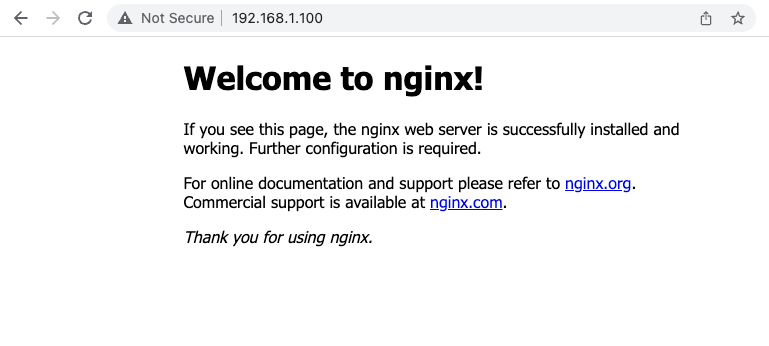 Not Secure 192.168.1.100
Welcome to nginx!
If you see this page, the nginx web server is successfully installed and
working. Further configuration is required.
For online documentation and support please refer to nginx.org.
Commercial support is available at nginx.com.
Thank you for using nginx.